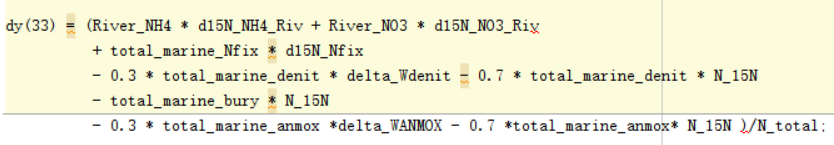 dy(33) = (River_NH4 * d15N_NH4_Riv + River_NO3 * d15N_NO3_Riv
+ total_marine_Nfix * d15N_Nfix
- 0.3 * total_marine_denit * delta_Wdenit - 0.7 * total_marine_denit * N_15N
- total_marine_bury * N_15N
- 0.3 * total_marine_anmox *delta_WANMOX - 0.7 *total_marine_anmox* N_15N )/N_total;